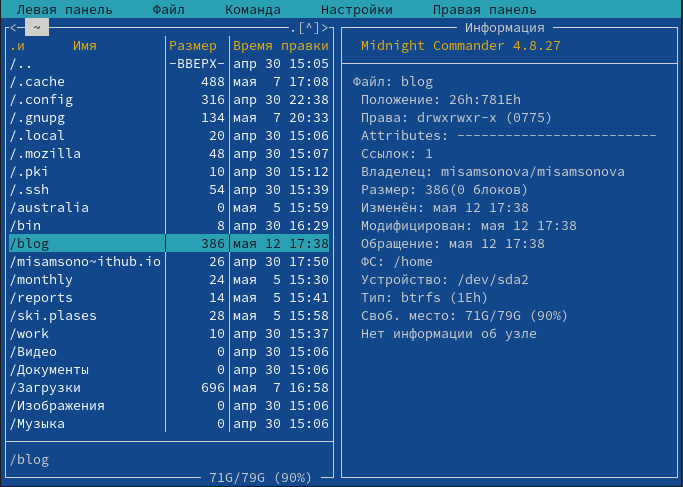 Левая панель Файл Команда Настройки Правая панель
<─ ~ .[^]>
.и Имя Размер Время правки
/.. -ВВЕРХ- апр 30 15:05
/.cache 488 мая 7 17:08
/.config 316 апр 30 22:38
/.gnupg 134 мая 7 20:33
/.local 20 апр 30 15:06
/.mozilla 48 апр 30 15:07
/.pki 10 апр 30 15:12
/.ssh 54 апр 30 15:39
/australia 0 мая 5 15:59
/bin 8 апр 30 16:29
/blog 386 мая 12 17:38
/misamsono~ithub.io 26 апр 30 17:50
/monthly 24 мая 5 15:30
/reports 14 мая 5 15:41
/ski.plases 28 мая 5 15:58
/work 10 апр 30 15:37
/Видео 0 апр 30 15:06
/Документы 0 апр 30 15:06
/Загрузки 696 мая 7 16:58
/Изображения 0 апр 30 15:06
/Музыка 0 апр 30 15:06
/blog
71G/79G (90%)
Информация
Midnight Commander 4.8.27
Файл: blog
Положение: 26h:781Eh
Права: drwxrwxr-x (0775)
Attributes: -------------------------
Ссылок: 1
Владелец: misamsonova/misamsonova
Размер: 386(0 блоков)
Изменён: мая 12 17:38
Модифицирован: мая 12 17:38
Обращение: мая 12 17:38
ФС: /home
Устройство: /dev/sda2
Тип: btrfs (1Eh)
Своб. место: 71G/79G (90%)
Нет информации об узле